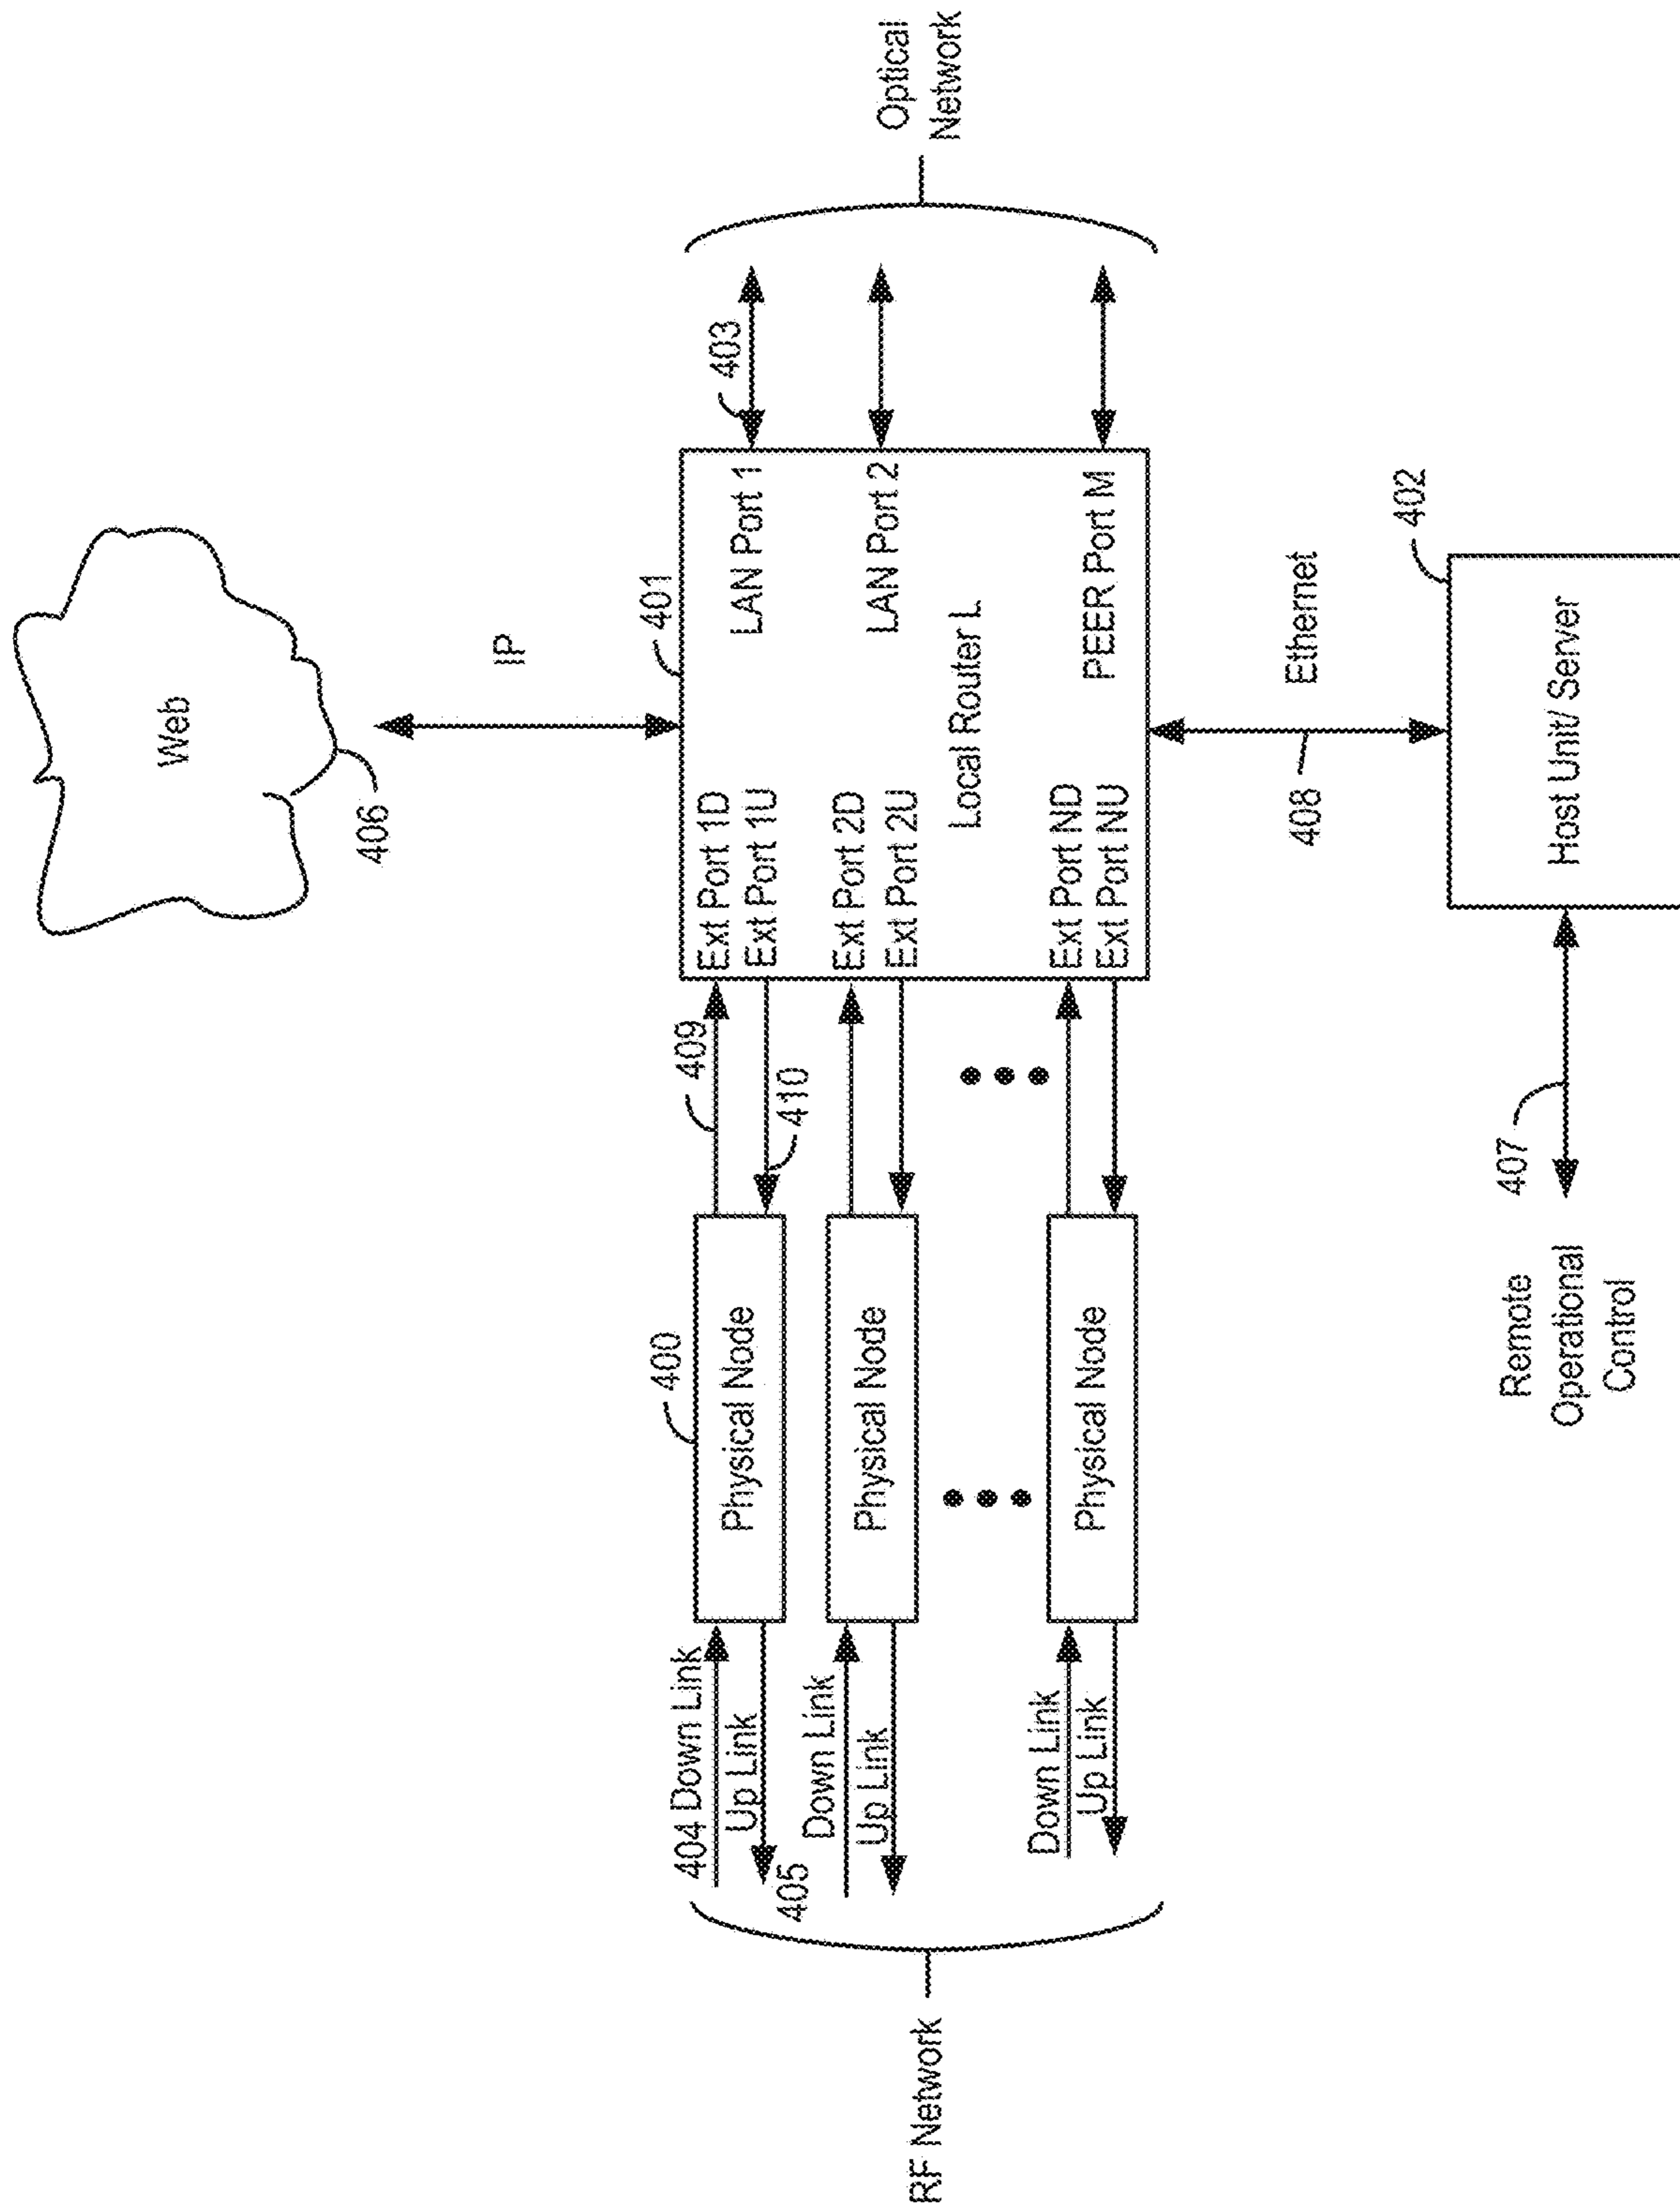 Web
406
IP
401
RF Network
404 Down Link
Up Link
405
Down Link
Up Link
Down Link
Up Link
400
Physical Node
Physical Node
Physical Node
409
410
Ext Port 1D
Ext Port 1U
Ext Port 2D
Ext Port 2U
Ext Port ND
Ext Port NU
Local Router L
LAN Port 1
LAN Port 2
PEER Port M
403
Optical
Network
408
Ethernet
402
Host Unit/ Server
407
Remote
Operational
Control